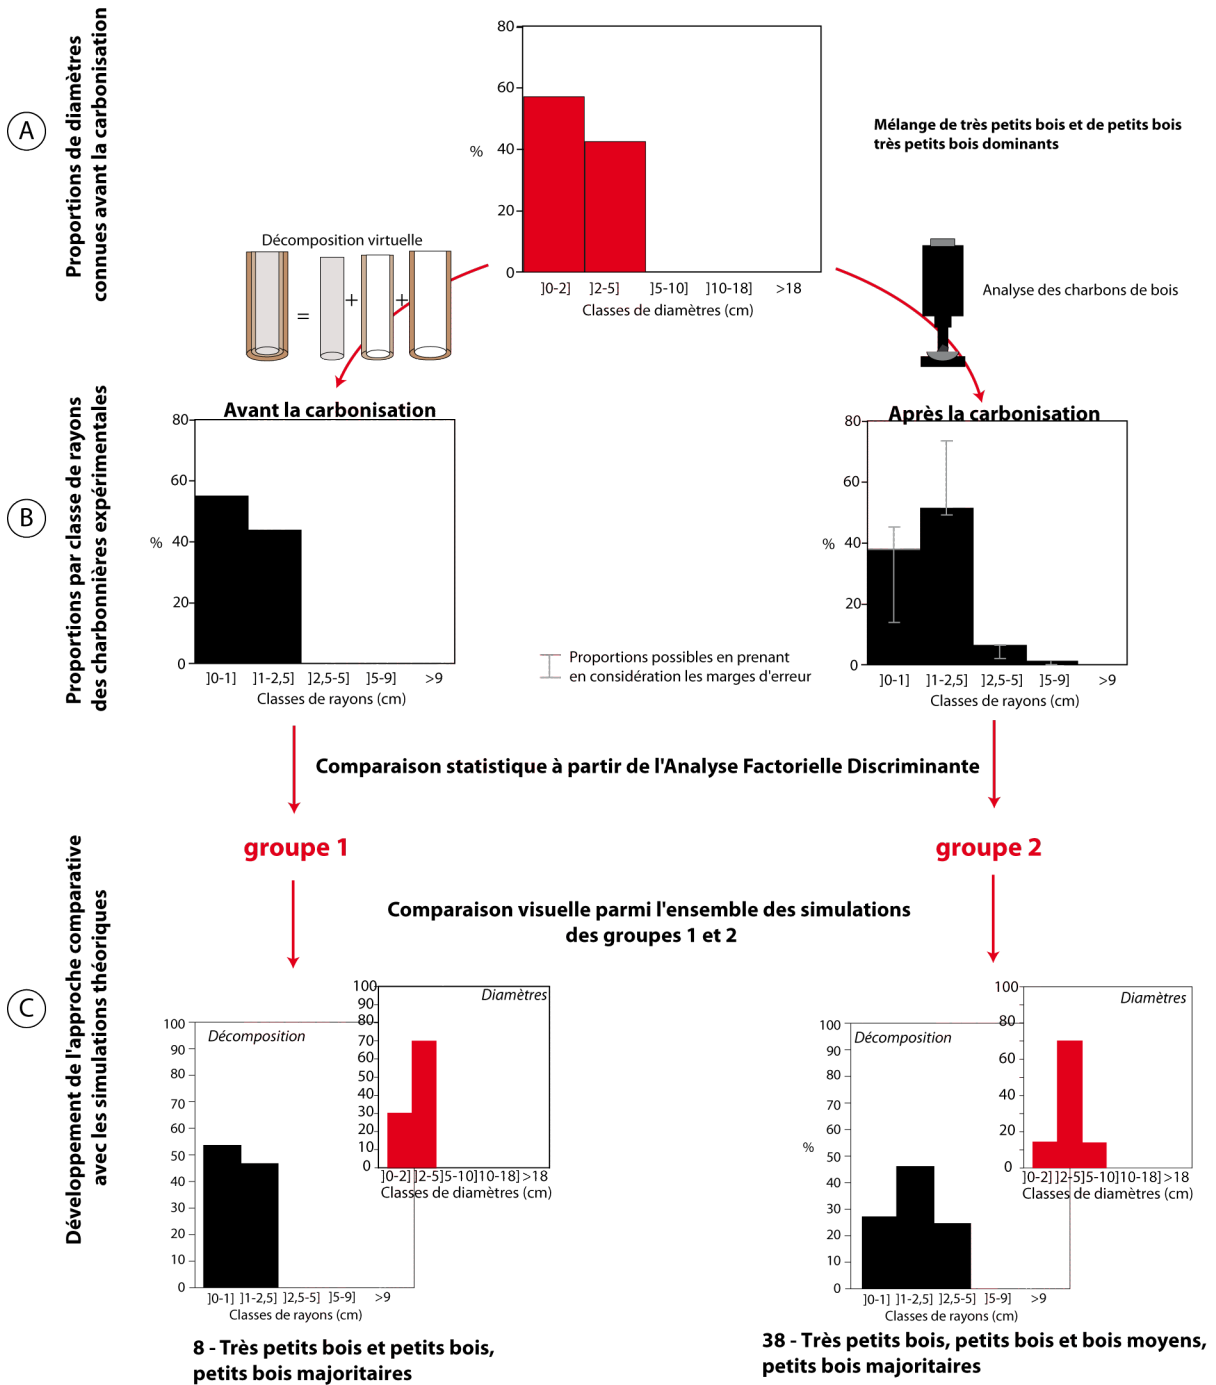 A
Proportions de diamètres
connues avant la carbonisation
80
60
%
40
20
0
]0-2]
]2-5]
]5-10]
]10-18]
>18
Classes de diamètres (cm)
Mélange de très petits bois et de petits bois
très petits bois dominants
Décomposition virtuelle
=
+
+
Analyse des charbons de bois
B
Proportions par classe de rayons
des charbonnières expérimentales
Avant la carbonisation
80
60
%
40
20
0
]0-1]
]1-2,5]
]2,5-5]
]5-9]
>9
Classes de rayons (cm)
Proportions possibles en prenant
en considération les marges d'erreur
Après la carbonisation
80
60
%
40
20
0
]0-1]
]1-2,5]
]2,5-5]
]5-9]
>9
Classes de rayons (cm)
Comparaison statistique à partir de l'Analyse Factorielle Discriminante
groupe 1
groupe 2
Comparaison visuelle parmi l'ensemble des simulations
des groupes 1 et 2
C
Développement de l'approche comparative
avec les simulations théoriques
100
90
80
70
60
50
40
30
20
10
0
Décomposition
]0-1]
]1-2,5]
]2,5-5]
]5-9]
>9
Classes de rayons (cm)
100
90
80
70
60
50
40
30
20
10
0
Diamètres
]0-2]
]2-5]
]5-10]
]10-18]
>18
Classes de diamètres (cm)
8 - Très petits bois et petits bois,
petits bois majoritaires
100
90
80
70
60
%
50
40
30
20
10
0
Décomposition
]0-1]
]1-2,5]
]2,5-5]
]5-9]
>9
Classes de rayons (cm)
100
80
60
40
20
0
Diamètres
]0-2]
]2-5]
]5-10]
]10-18]
>18
Classes de diamètres (cm)
38 - Très petits bois, petits bois et bois moyens,
petits bois majoritaires